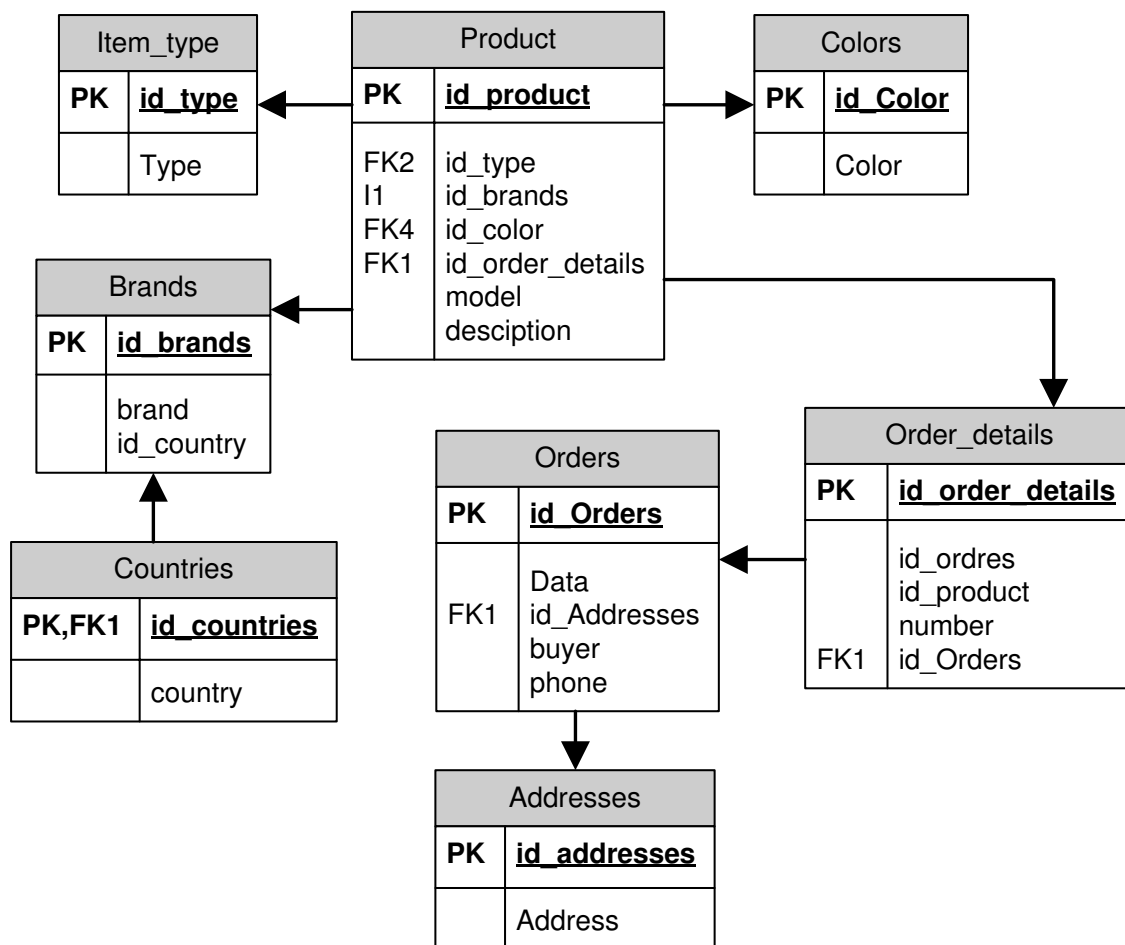 Item_type
PK id_type
Type
Product
PK id_product
FK2 id_type
I1 id_brands
FK4 id_color
FK1 id_order_details
model
desciption
Colors
PK id_Color
Color
Brands
PK id_brands
brand
id_country
Countries
PK,FK1 id_countries
country
Orders
PK id_Orders
Data
FK1 id_Addresses
buyer
phone
Order_details
PK id_order_details
id_ordres
id_product
number
FK1 id_Orders
Addresses
PK id_addresses
Address